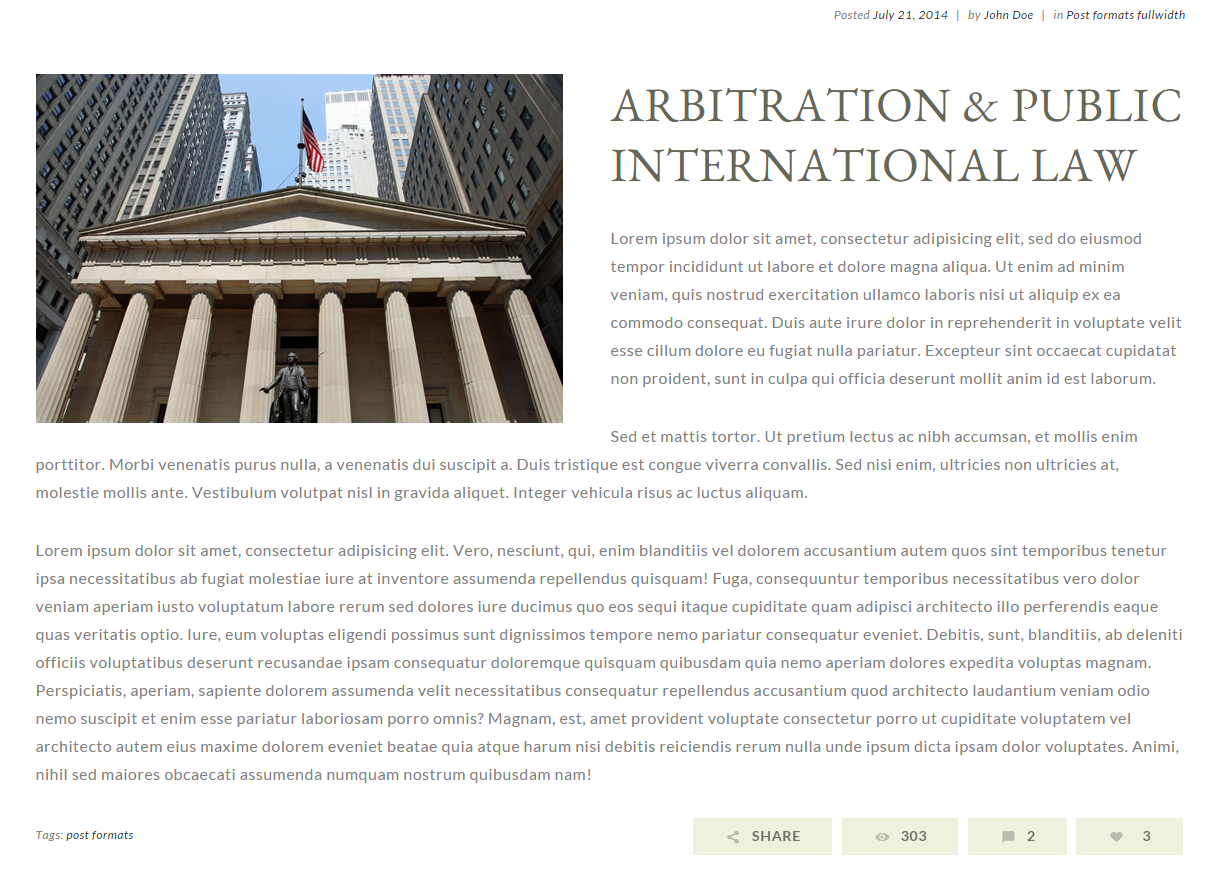 Posted July 21, 2014 | by John Doe | in Post formats fullwidth
ARBITRATION & PUBLIC
INTERNATIONAL LAW
Lorem ipsum dolor sit amet, consectetur adipisicing elit, sed do eiusmod
tempor incididunt ut labore et dolore magna aliqua. Ut enim ad minim
veniam, quis nostrud exercitation ullamco laboris nisi ut aliquip ex ea
commodo consequat. Duis aute irure dolor in reprehenderit in voluptate velit
esse cillum dolore eu fugiat nulla pariatur. Excepteur sint occaecat cupidatat
non proident, sunt in culpa qui officia deserunt mollit anim id est laborum.
Sed et mattis tortor. Ut pretium lectus ac nibh accumsan, et mollis enim
porttitor. Morbi venenatis purus nulla, a venenatis dui suscipit a. Duis tristique est congue viverra convallis. Sed nisi enim, ultricies non ultricies at,
molestie mollis ante. Vestibulum volutpat nisl in gravida aliquet. Integer vehicula risus ac luctus aliquam.
Lorem ipsum dolor sit amet, consectetur adipisicing elit. Vero, nesciunt, qui, enim blanditiis vel dolorem accusantium autem quos sint temporibus tenetur
ipsa necessitatibus ab fugiat molestiae iure at inventore assumenda repellendus quisquam! Fuga, consequuntur temporibus necessitatibus vero dolor
veniam aperiam iusto voluptatum labore rerum sed dolores iure ducimus quo eos sequi itaque cupiditate quam adipisci architecto illo perferendis eaque
quas veritatis optio. Iure, eum voluptas eligendi possimus sunt dignissimos tempore nemo pariatur consequatur eveniet. Debitis, sunt, blanditiis, ab deleniti
officiis voluptatibus deserunt recusandae ipsam consequatur doloremque quisquam quibusdam quia nemo aperiam dolores expedita voluptas magnam.
Perspiciatis, aperiam, sapiente dolorem assumenda velit necessitatibus consequatur repellendus accusantium quod architecto laudantium veniam odio
nemo suscipit et enim esse pariatur laboriosam porro omnis? Magnam, est, amet provident voluptate consectetur porro ut cupiditate voluptatem vel
architecto autem eius maxime dolorem eveniet beatae quia atque harum nisi debitis reiciendis rerum nulla unde ipsum dicta ipsam dolor voluptates. Animi,
nihil sed maiores obcaecati assumenda numquam nostrum quibusdam nam!
Tags: post formats
SHARE 303 2 3